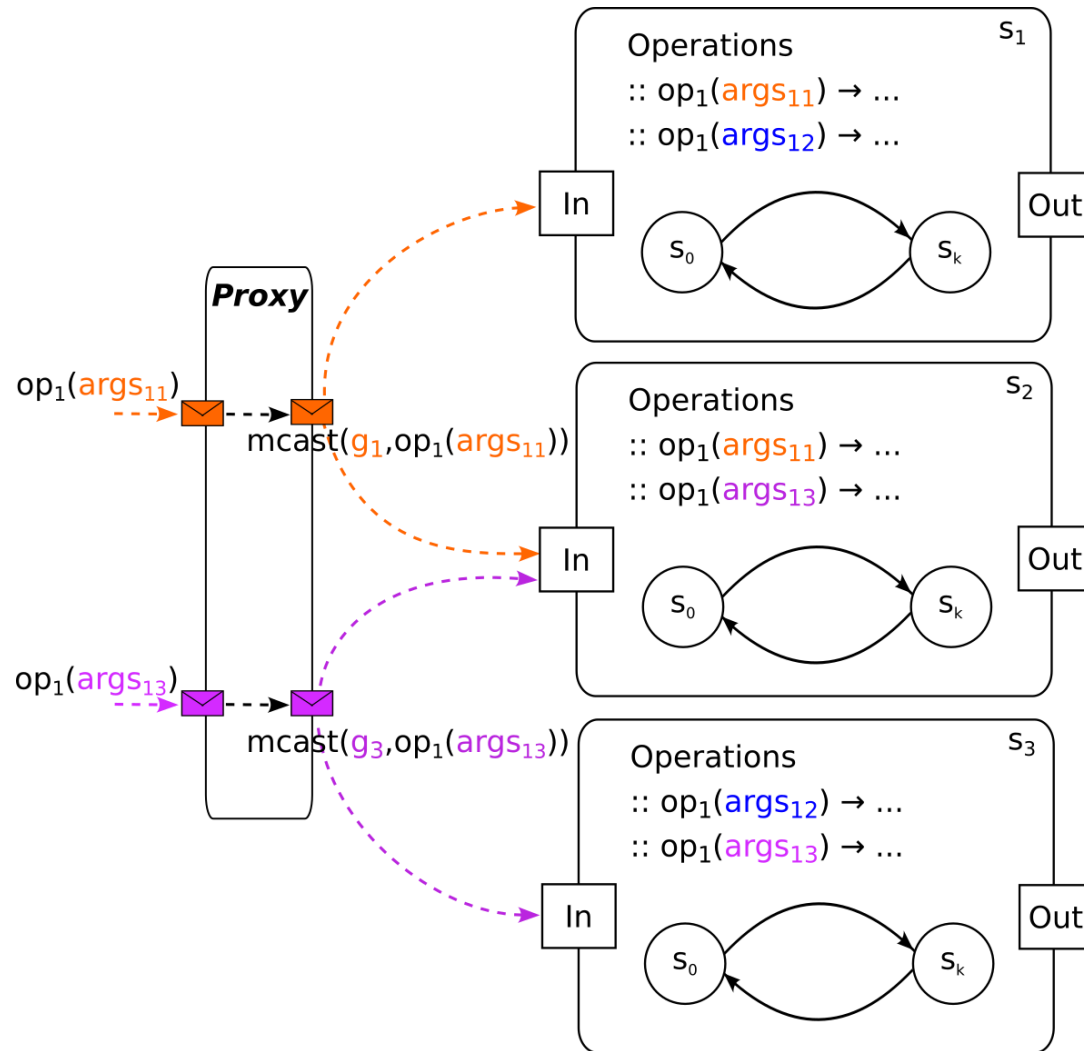 Operations
s₁
:: op₁(args₁₁) → ...
:: op₁(args₁₂) → ...
In
Out
s₀
sₖ
Proxy
op₁(args₁₁)
mcast(g₁,op₁(args₁₁))
Operations
s₂
:: op₁(args₁₁) → ...
:: op₁(args₁₃) → ...
In
Out
s₀
sₖ
op₁(args₁₃)
mcast(g₃,op₁(args₁₃))
Operations
s₃
:: op₁(args₁₂) → ...
:: op₁(args₁₃) → ...
In
Out
s₀
sₖ